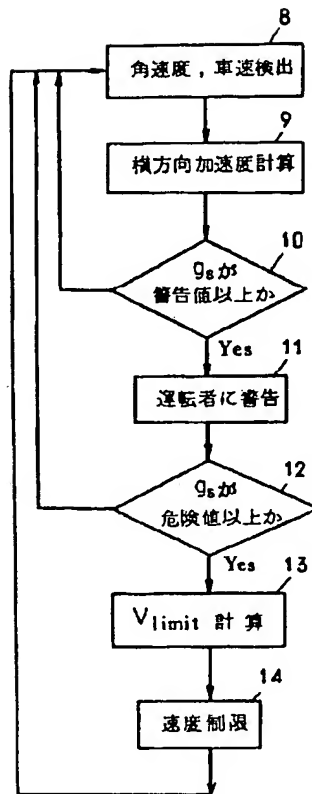 8
角速度,車速検出
9
横方向加速度計算
10
gsが
警告値以上か
Yes
11
運転者に警告
12
gsが
危険値以上か
Yes
13
Vlimit 計算
14
速度制限